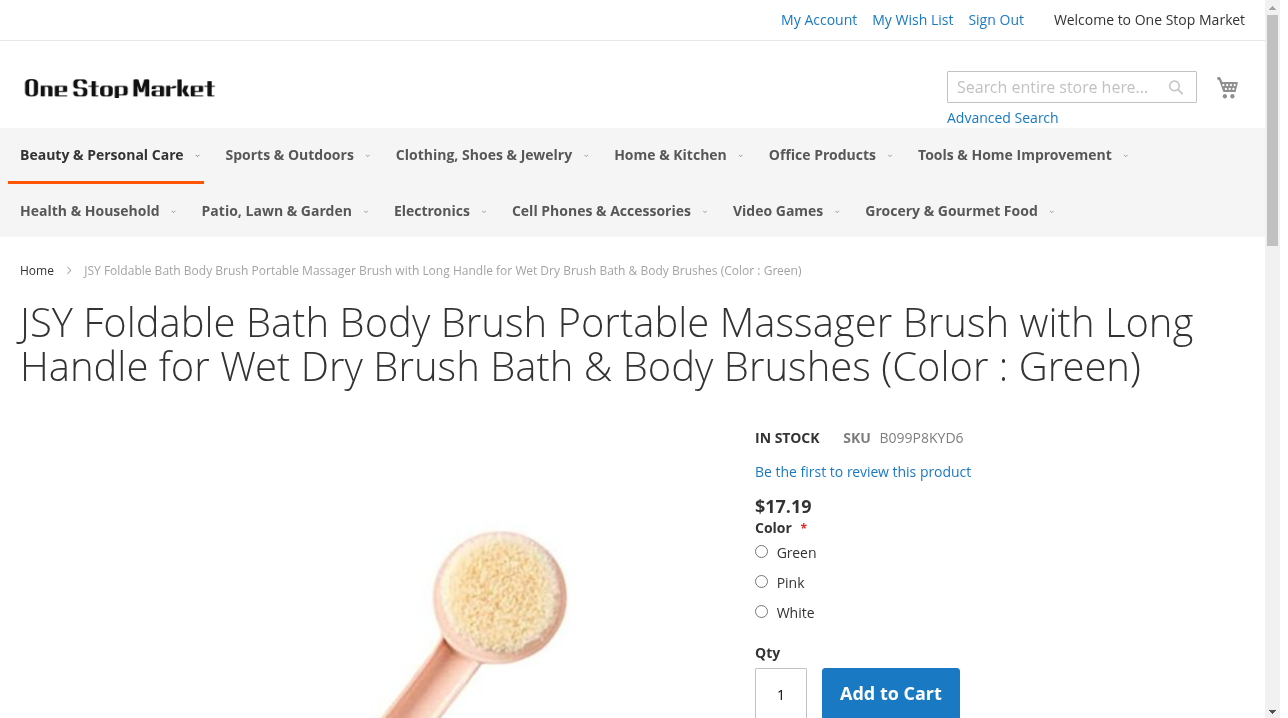 My Account My Wish List Sign Out Welcome to One Stop Market
One Stop Market
Search entire store here...
Advanced Search
Beauty & Personal Care Sports & Outdoors Clothing, Shoes & Jewelry Home & Kitchen Office Products Tools & Home Improvement
Health & Household Patio, Lawn & Garden Electronics Cell Phones & Accessories Video Games Grocery & Gourmet Food
Home JSY Foldable Bath Body Brush Portable Massager Brush with Long Handle for Wet Dry Brush Bath & Body Brushes (Color : Green)
JSY Foldable Bath Body Brush Portable Massager Brush with Long
Handle for Wet Dry Brush Bath & Body Brushes (Color : Green)
IN STOCK SKU B099P8KYD6
Be the first to review this product
$17.19
Color *
Green
Pink
White
Qty
1 Add to Cart